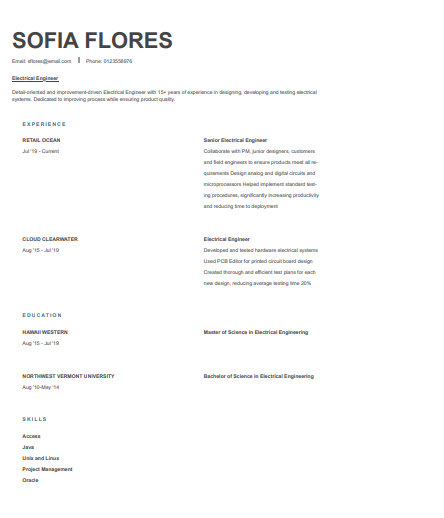 SOFIA FLORES
Email: sflores@email.com | Phone: 0123556976
Electrical Engineer
Detail-oriented and improvement-driven Electrical Engineer with 15+ years of experience in designing, developing and testing electrical
systems. Dedicated to improving process while ensuring product quality.
EXPERIENCE
RETAIL OCEAN
Jul '19 - Current
Senior Electrical Engineer
Collaborate with PM, junior designers, customers
and field engineers to ensure products meet all re-
quirements Design analog and digital circuits and
microprocessors Helped implement standard test-
ing procedures, significantly increasing productivity
and reducing time to deployment
CLOUD CLEARWATER
Aug '15 - Jul '19
Electrical Engineer
Developed and tested hardware electrical systems
Used PCB Editor for printed circuit board design
Created thorough and efficient test plans for each
new design, reducing average testing time 20%
EDUCATION
HAWAII WESTERN
Aug '15 - Jul '19
Master of Science in Electrical Engineering
NORTHWEST VERMONT UNIVERSITY
Aug '10-May '14
Bachelor of Science in Electrical Engineering
SKILLS
Access
Java
Unix and Linux
Project Management
Oracle